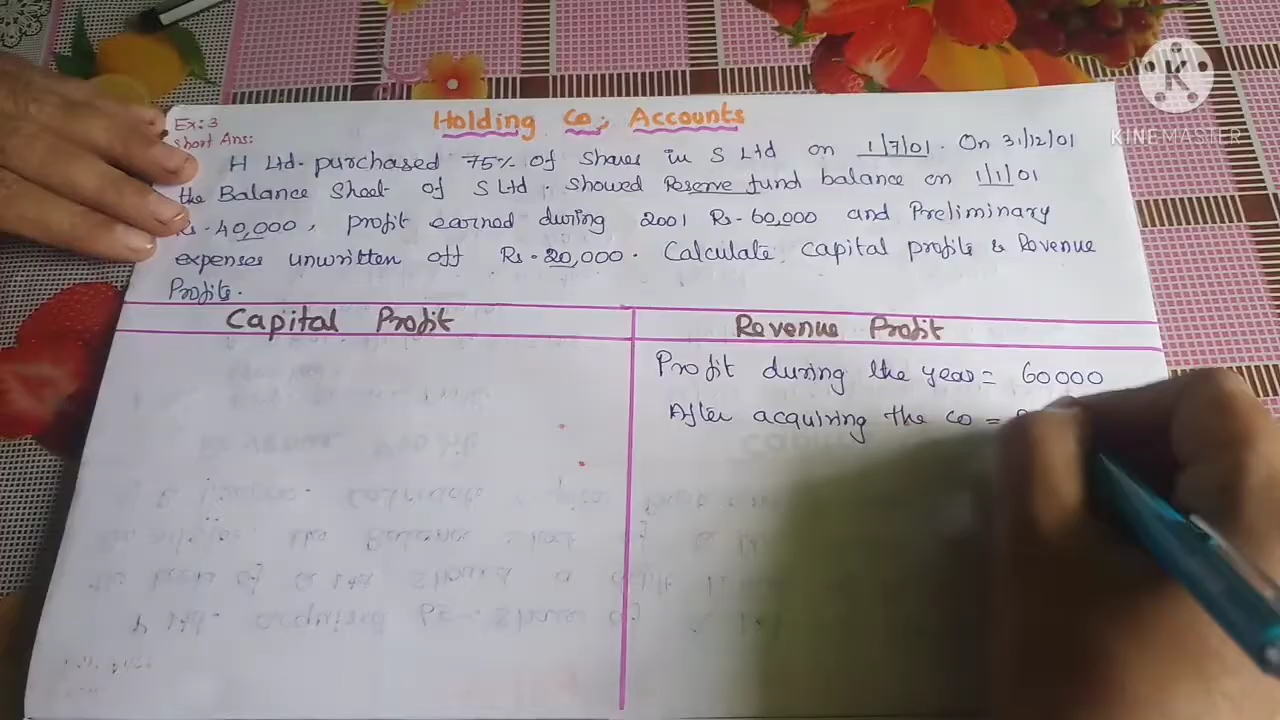 Ex: 3
Holding Co; Accounts
Short Ans:
H Ltd. purchased 75% of shares in S Ltd on 1/7/01. On 31/12/01
the Balance Sheet of S Ltd. Showed Reserve fund balance on 1/1/01
Rs-40,000, profit earned during 2001 Rs-60,000 and Preliminary
expenses unwritten off Rs-20,000. Calculate capital profits & Revenue
Profits.
Capital Profit
Revenue Profit
Profit during the year = 60000
After acquiring the co =
K
KINEMASTER